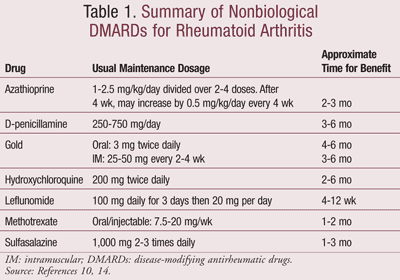 Table 1. Summary of Nonbiological
DMARDs for Rheumatoid Arthritis
Approximate
Drug Usual Maintenance Dosage Time for Benefit
Azathioprine 1-2.5 mg/kg/day divided over 2-4 doses. After
4 wk, may increase by 0.5 mg/kg/day every 4 wk 2-3 mo
D-penicillamine 250-750 mg/day 3-6 mo
Gold Oral: 3 mg twice daily 4-6 mo
IM: 25-50 mg every 2-4 wk 3-6 mo
Hydroxychloroquine 200 mg twice daily 2-6 mo
Leflunomide 100 mg daily for 3 days then 20 mg per day 4-12 wk
Methotrexate Oral/injectable: 7.5-20 mg/wk 1-2 mo
Sulfasalazine 1,000 mg 2-3 times daily 1-3 mo
IM: intramuscular; DMARDs: disease-modifying antirheumatic drugs.
Source: References 10, 14.